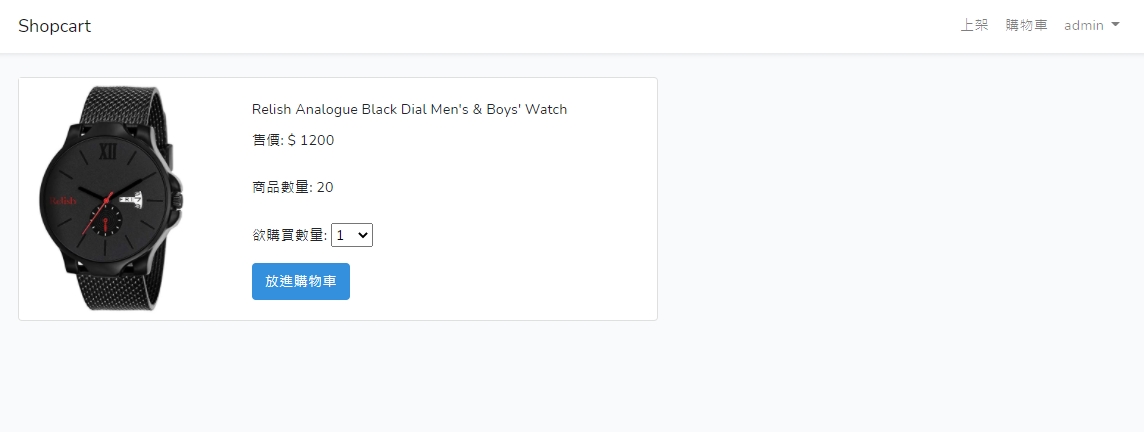 Shopcart
上架 購物車 admin
Relish Analogue Black Dial Men's & Boys' Watch
售價: $ 1200
商品數量: 20
欲購買數量: 1
放進購物車
XII
Relish